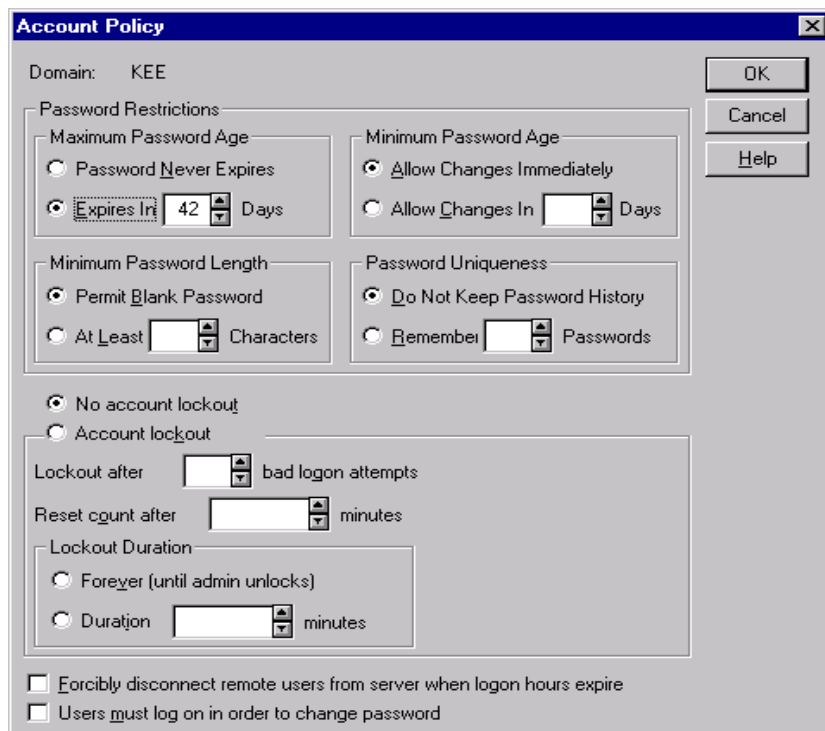 Account Policy
Domain: KEE
OK
Cancel
Help
Password Restrictions
Maximum Password Age
Password Never Expires
Expires In 42 Days
Minimum Password Age
Allow Changes Immediately
Allow Changes In Days
Minimum Password Length
Permit Blank Password
At Least Characters
Password Uniqueness
Do Not Keep Password History
Remember Passwords
No account lockout
Account lockout
Lockout after bad logon attempts
Reset count after minutes
Lockout Duration
Forever (until admin unlocks)
Duration minutes
Forcibly disconnect remote users from server when logon hours expire
Users must log on in order to change password